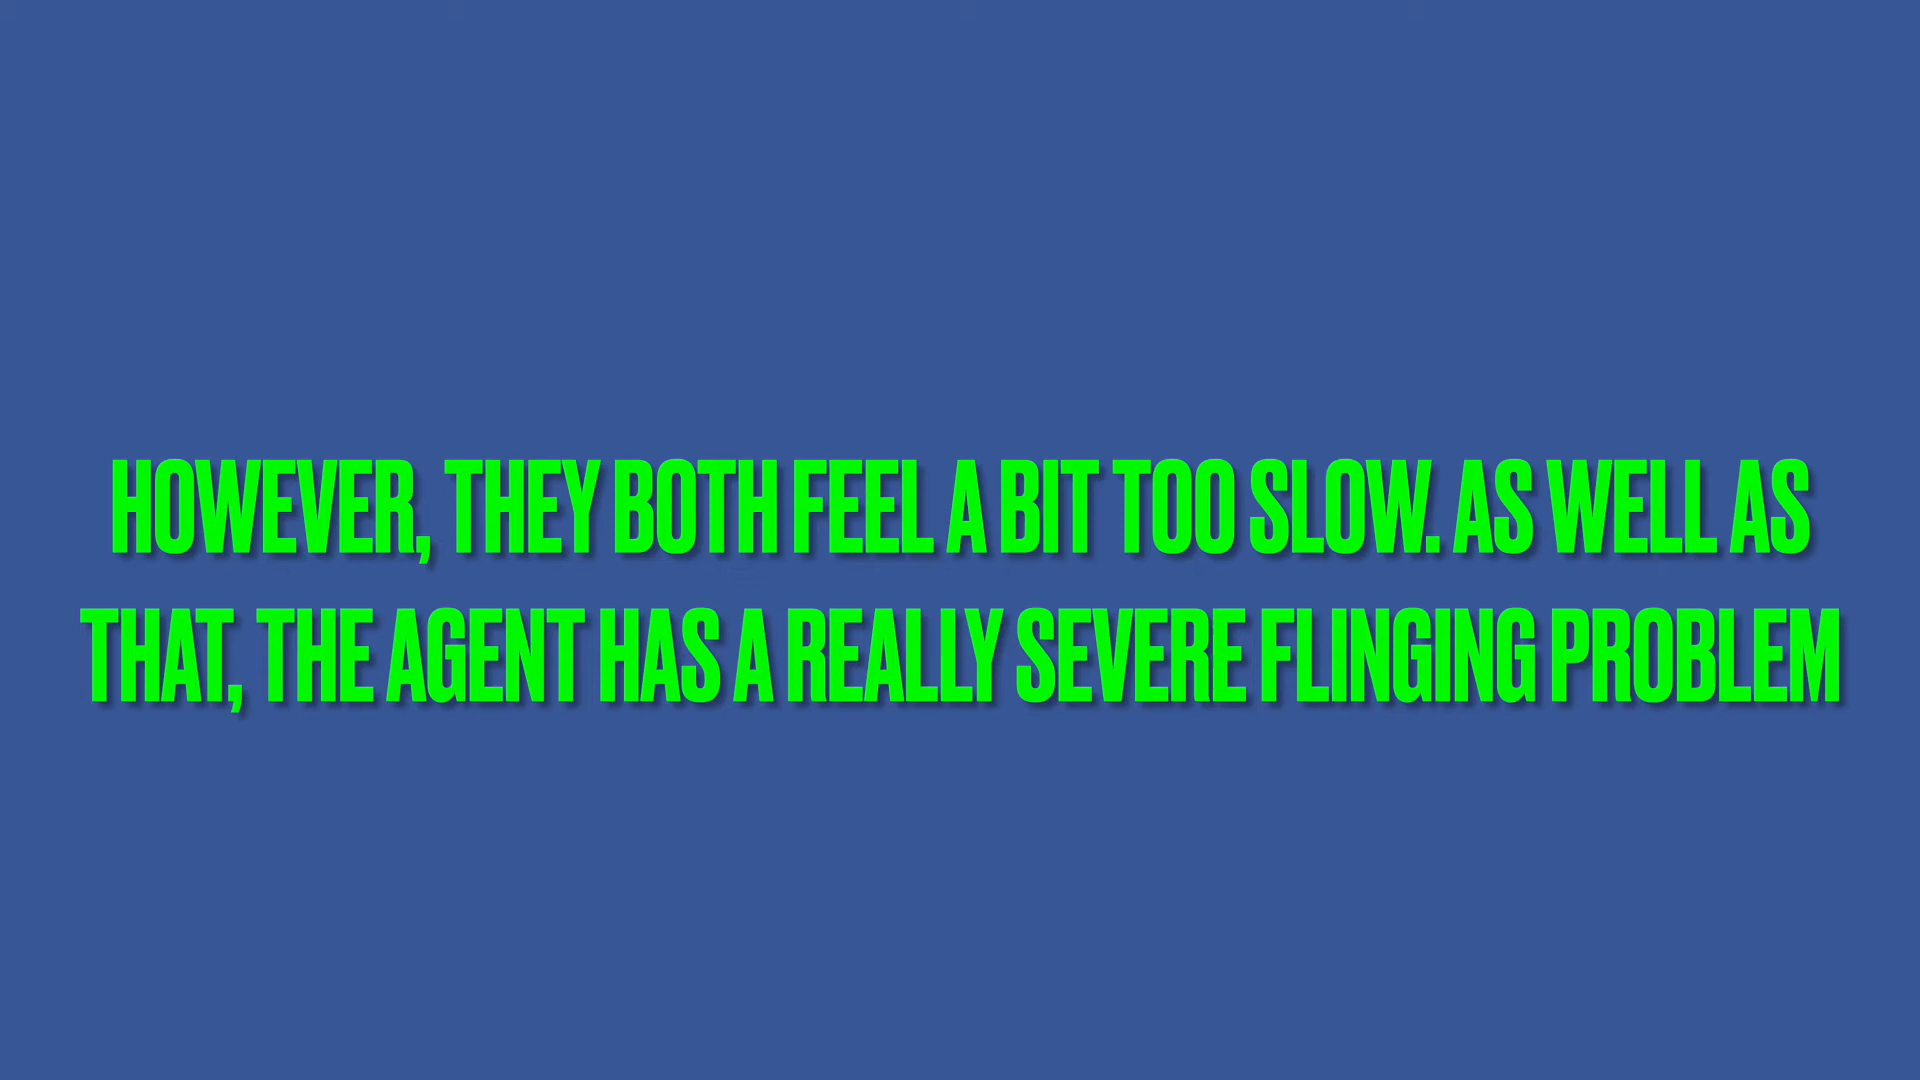 HOWEVER, THEY BOTH FEEL A BIT TOO SLOW. AS WELL AS
THAT, THE AGENT HAS A REALLY SEVERE FLINGING PROBLEM